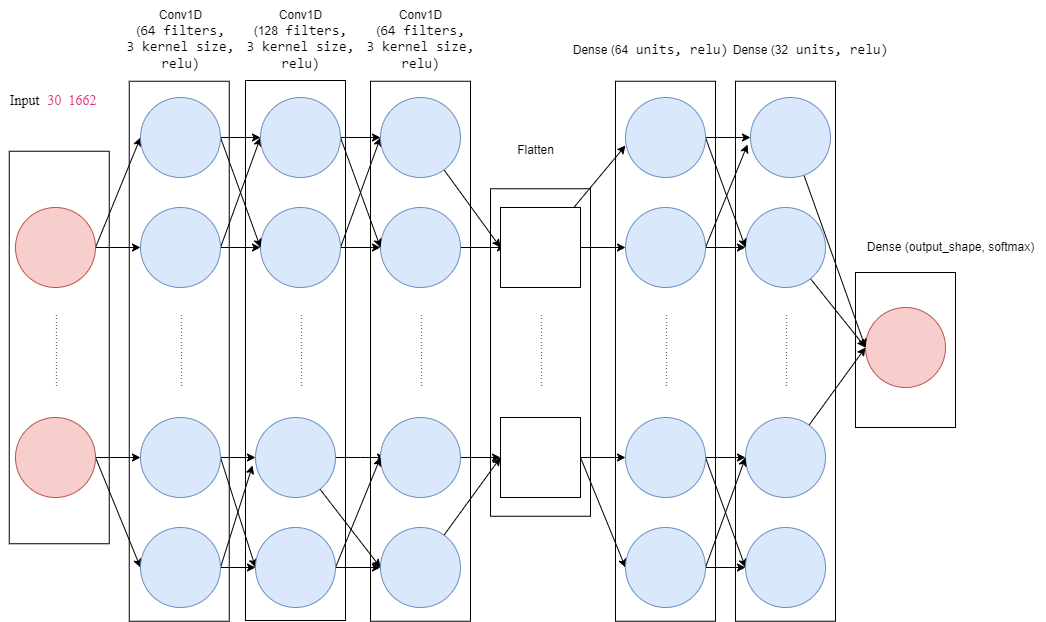 Conv1D
(64 filters,
3 kernel size,
relu)
Conv1D
(128 filters,
3 kernel size,
relu)
Conv1D
(64 filters,
3 kernel size,
relu)
Dense (64 units, relu)
Dense (32 units, relu)
Input 30 1662
Flatten
Dense (output_shape, softmax)